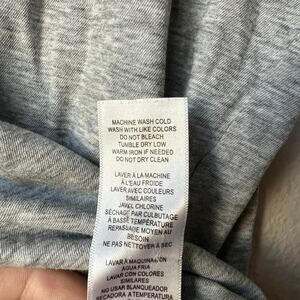 MACHINE WASH COLD
WASH WITH LIKE COLORS
DO NOT BLEACH
TUMBLE DRY LOW
WARM IRON IF NEEDED
DO NOT DRY CLEAN
LAVER À LA MACHINE
À L'EAU FROIDE
LAVER AVEC COULEURS
SIMILAIRES
JAVEL CHLORINE
SÉCHAGE PAR CULBUTAGE
À BASSE TEMPÉRATURE
REPASSAGE MOYEN AU
BESOIN
NE PAS NETTOYER À SEC
LAVAR A MAQUINACIÓN
AGUA FRIA
LAVAR CON COLORES
SIMILARES
NO USAR BLANQUEADOR
SECADORA A TEMPERATURA